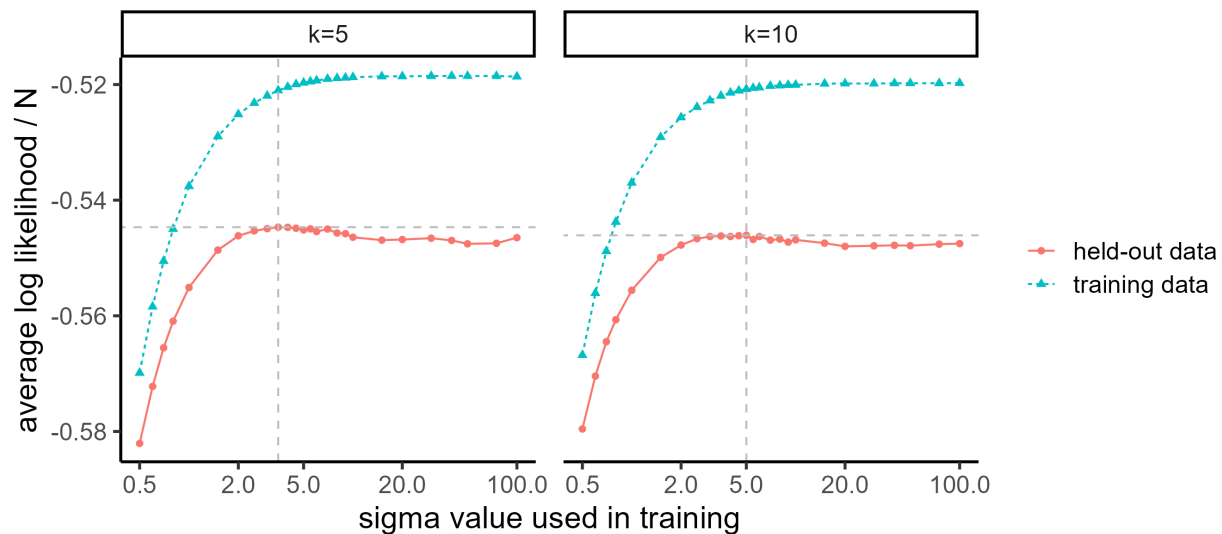 k=5
k=10
average log likelihood / N
-0.52
-0.54
-0.56
-0.58
0.5 2.0 5.0 20.0 100.0
0.5 2.0 5.0 20.0 100.0
sigma value used in training
held-out data
training data